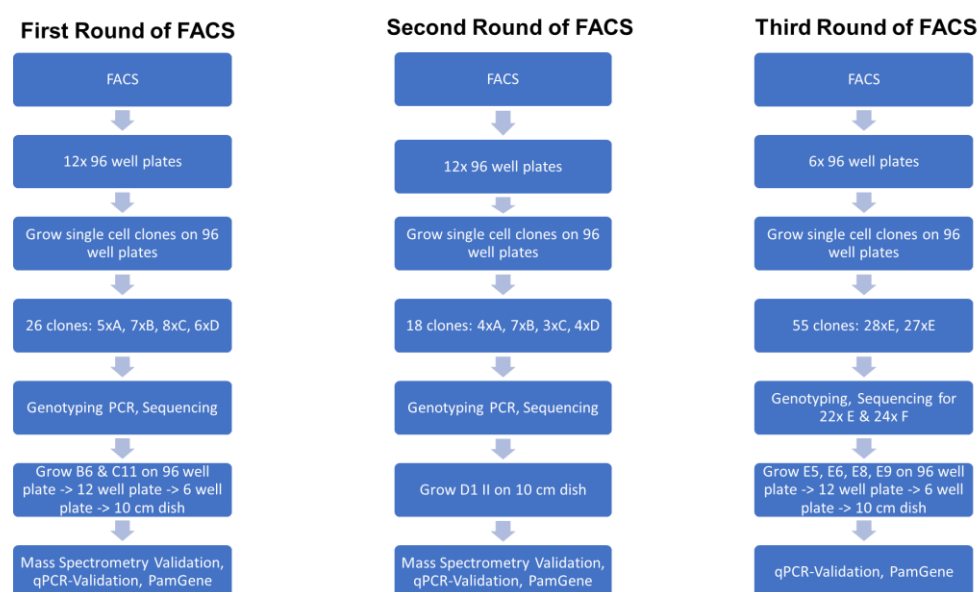 First Round of FACS
FACS
12x 96 well plates
Grow single cell clones on 96
well plates
26 clones: 5xA, 7xB, 8xC, 6xD
Genotyping PCR, Sequencing
Grow B6 & C11 on 96 well
plate -> 12 well plate -> 6 well
plate -> 10 cm dish
Mass Spectrometry Validation,
qPCR-Validation, PamGene
Second Round of FACS
FACS
12x 96 well plates
Grow single cell clones on 96
well plates
18 clones: 4xA, 7xB, 3xC, 4xD
Genotyping PCR, Sequencing
Grow D1 II on 10 cm dish
Mass Spectrometry Validation,
qPCR-Validation, PamGene
Third Round of FACS
FACS
6x 96 well plates
Grow single cell clones on 96
well plates
55 clones: 28xE, 27xE
Genotyping, Sequencing for
22x E & 24x F
Grow E5, E6, E8, E9 on 96 well
plate -> 12 well plate -> 6 well
plate -> 10 cm dish
qPCR-Validation, PamGene